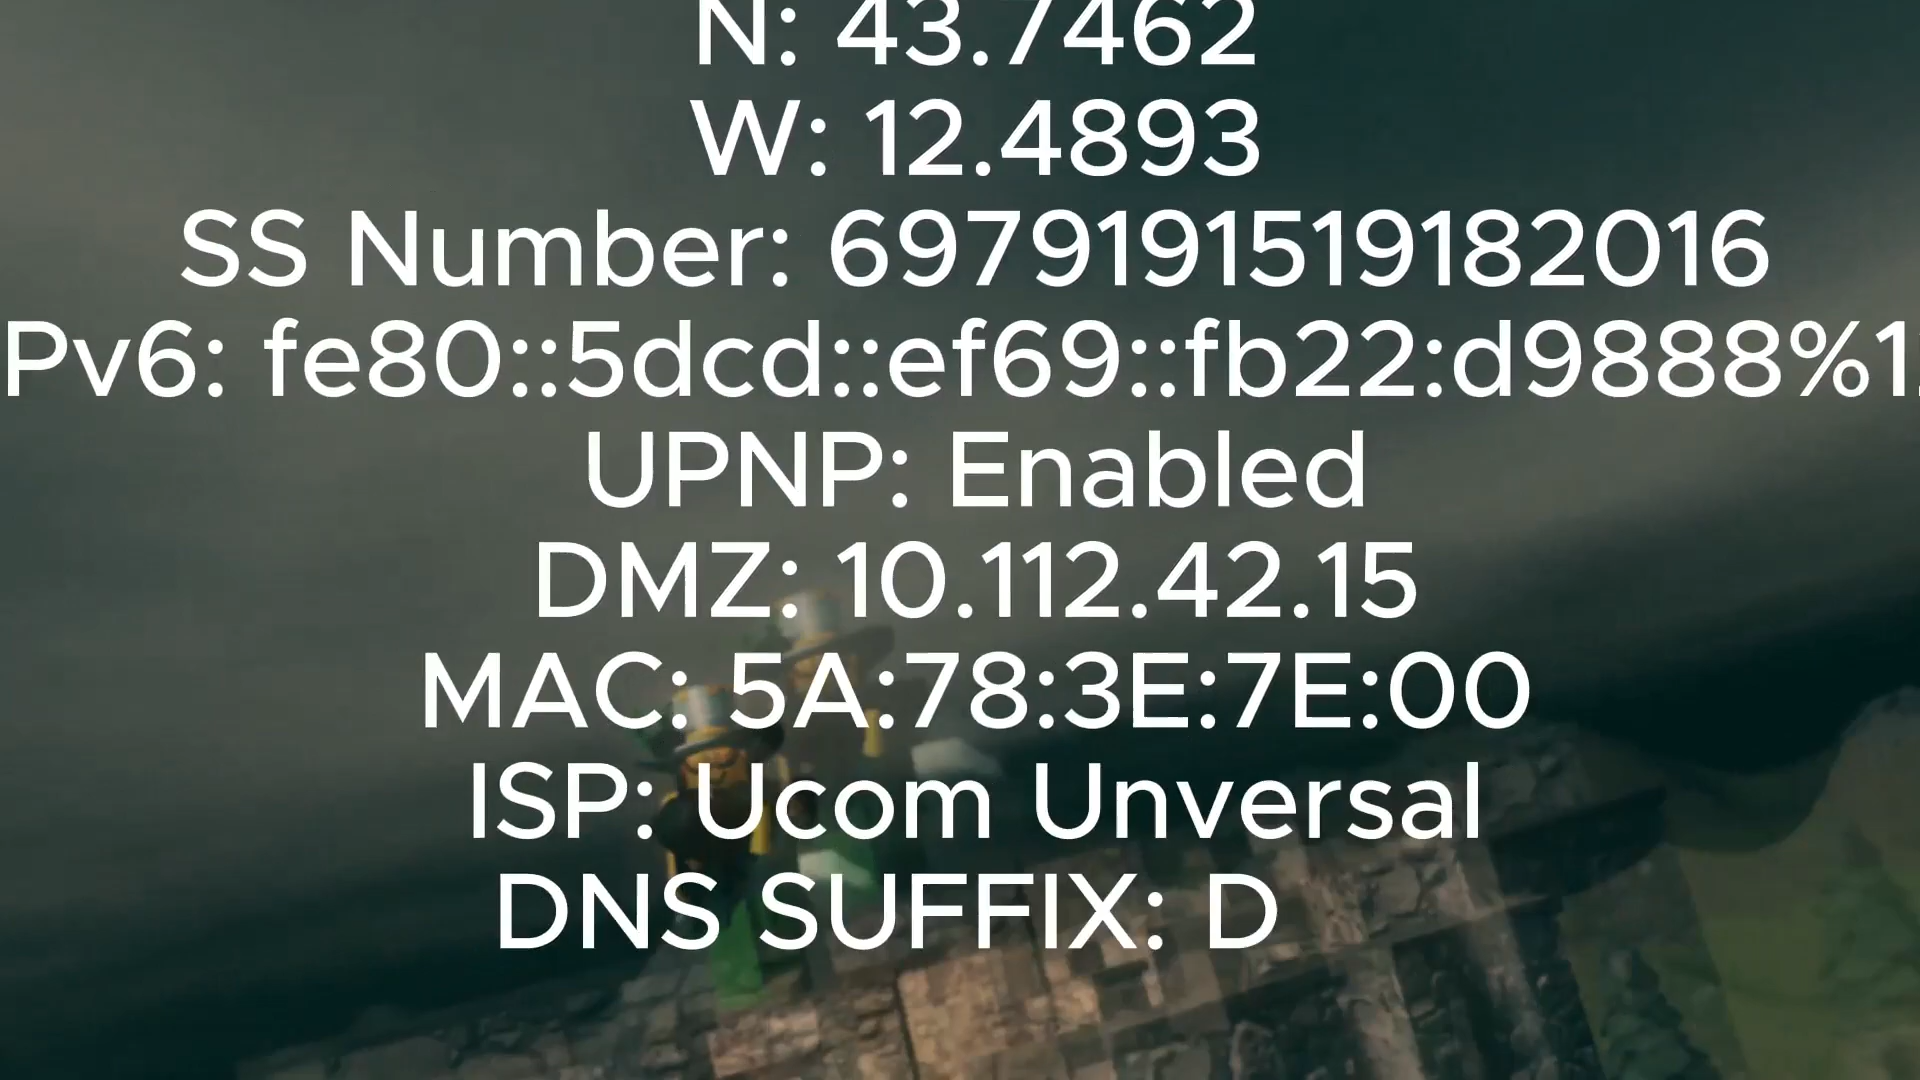 N: 43.7462
W: 12.4893
SS Number: 6979191519182016
Pv6: fe80::5dcd::ef69::fb22:d9888%1
UPNP: Enabled
DMZ: 10.112.42.15
MAC: 5A:78:3E:7E:00
ISP: Ucom Unversal
DNS SUFFIX: D